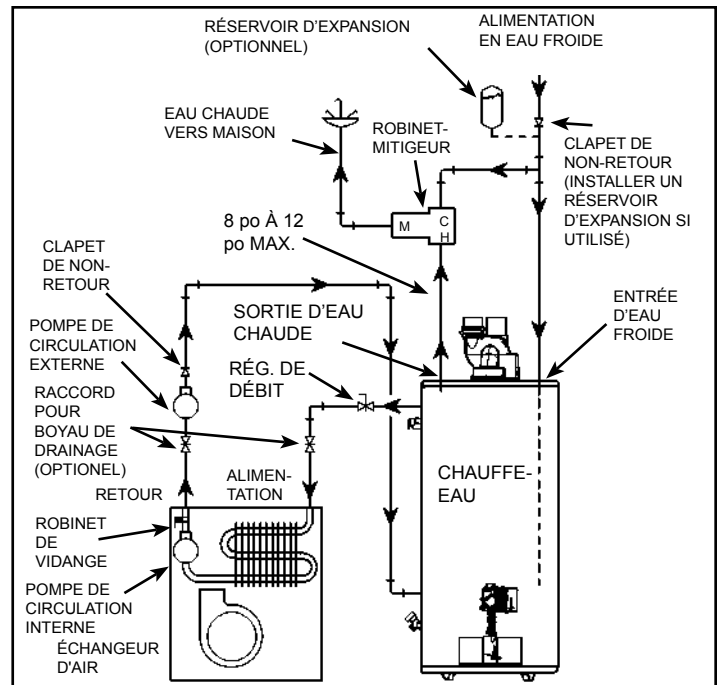 RÉSERVOIR D'EXPANSION
(OPTIONNEL)
ALIMENTATION
EN EAU FROIDE
EAU CHAUDE
VERS MAISON
ROBINET-
MITIGEUR
CLAPET DE
NON-RETOUR
(INSTALLER UN
RÉSERVOIR
D'EXPANSION SI
UTILISÉ)
M
C
H
8 po À 12
po MAX.
CLAPET
DE NON-
RETOUR
SORTIE D'EAU
CHAUDE
ENTRÉE
D'EAU
FROIDE
POMPE DE
CIRCULATION
EXTERNE
RÉG. DE
DÉBIT
RACCORD
POUR
BOYAU DE
DRAINAGE
(OPTIONEL)
RETOUR
ALIMEN-
TATION
CHAUFFE-
EAU
ROBINET
DE
VIDANGE
POMPE DE
CIRCULATION
INTERNE
ÉCHANGEUR
D'AIR